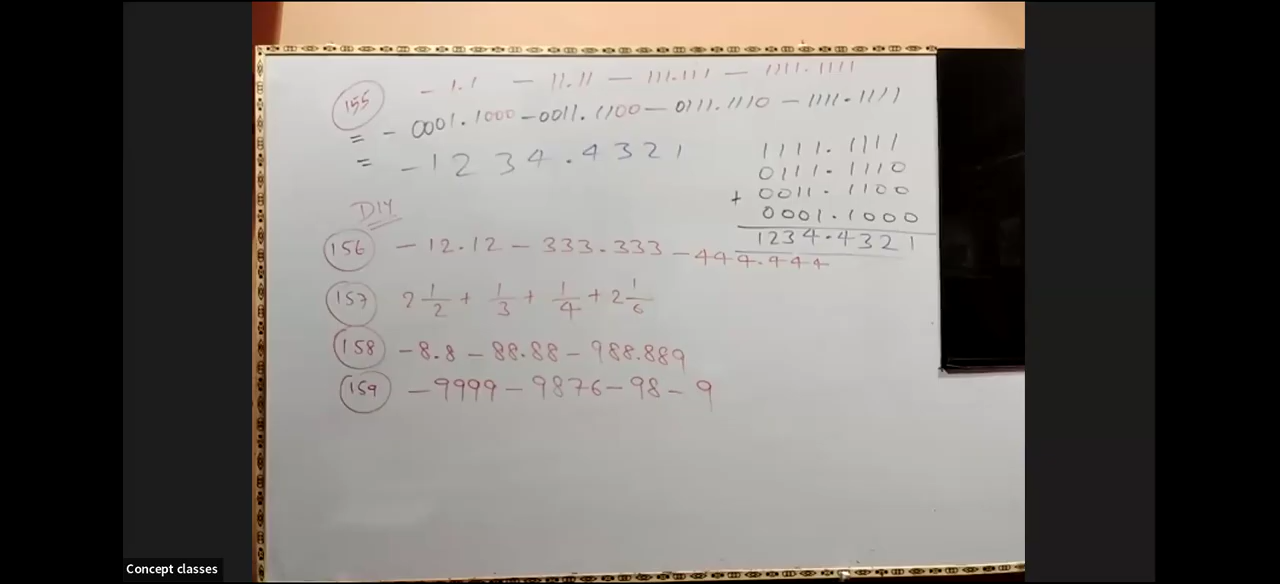 155 - 1.1 - 11.11 - 111.111 - 1111.1111
= - 0001.1000 - 0011.1100 - 0111.1110 - 1111.1111
= - 1234.4321
1111.1111
0111.1110
+ 0011.1100
0001.1000
1234.4321
DIY
156 - 12.12 - 333.333 - 444.444
157 2 1/2 + 1/3 + 1/4 + 2 1/6
158 - 8.8 - 88.88 - 988.889
159 - 9999 - 9876 - 98 - 9
Concept classes